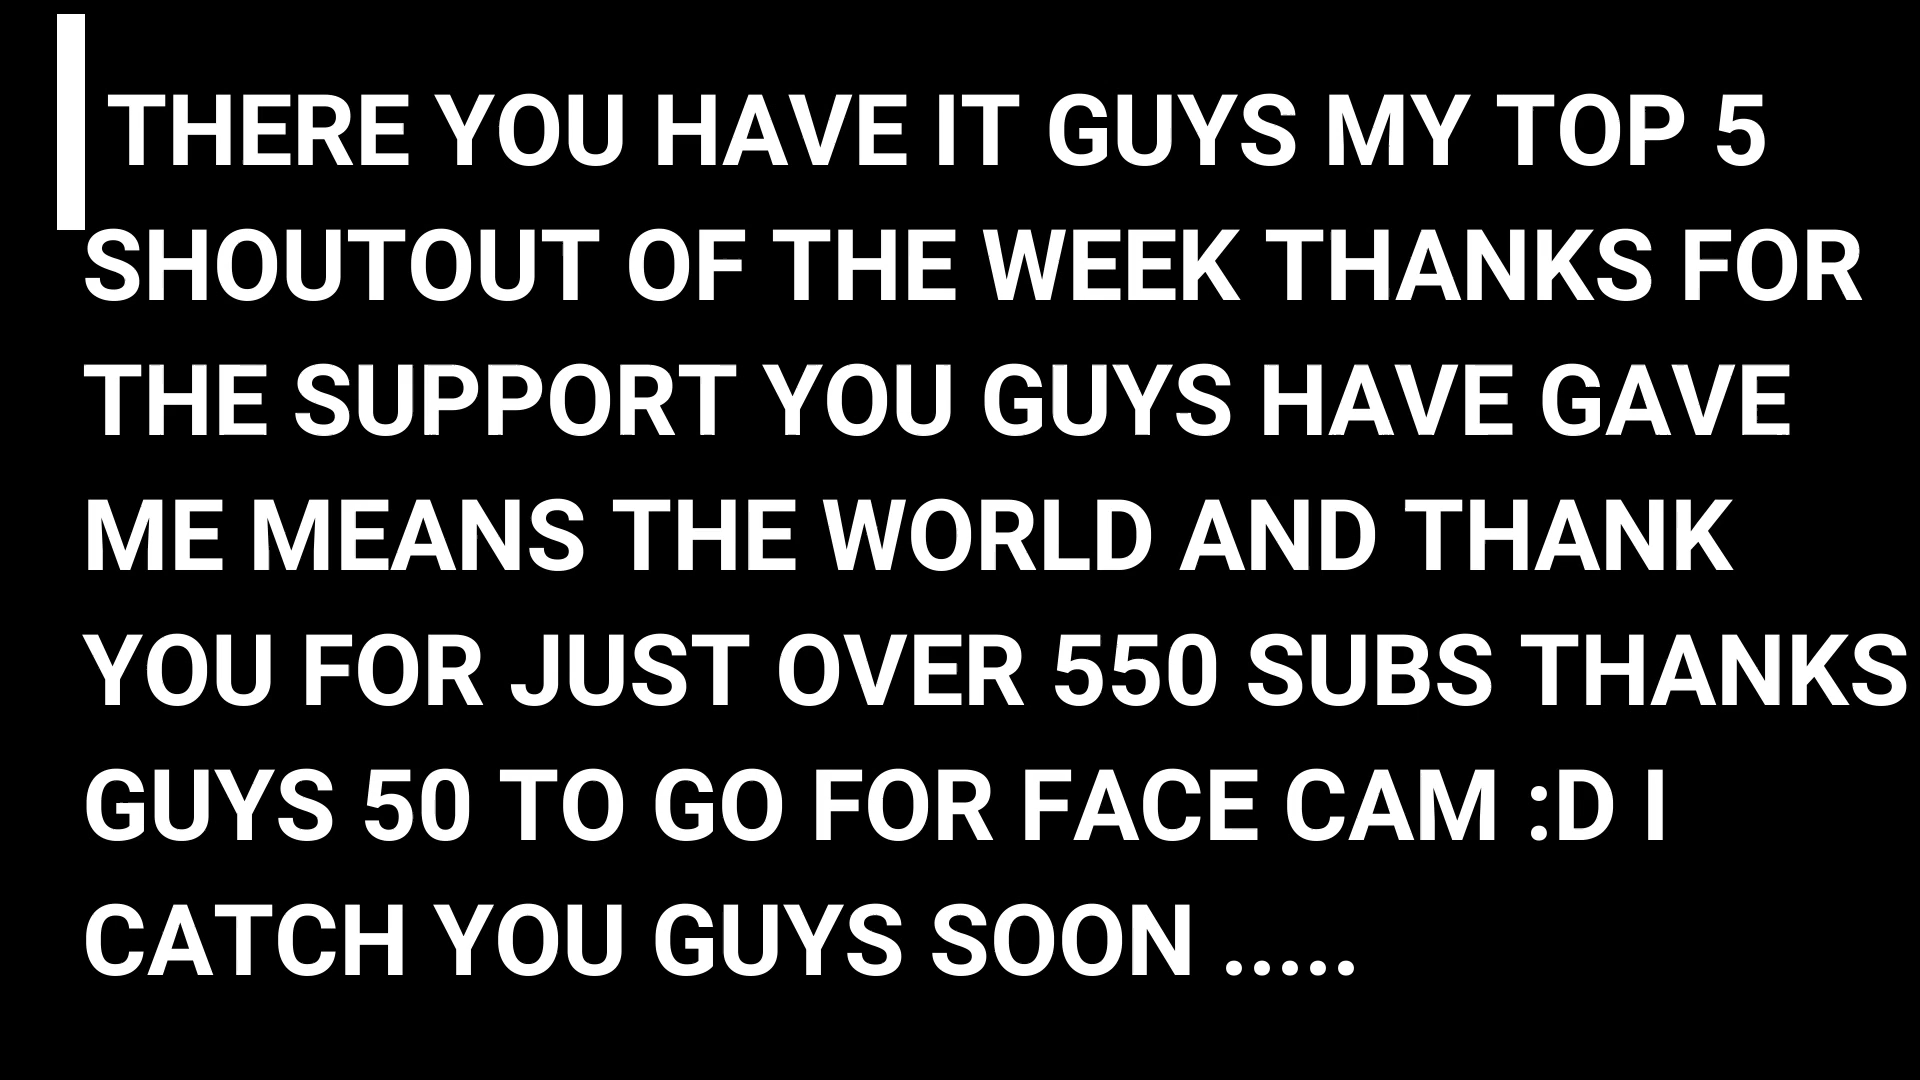 THERE YOU HAVE IT GUYS MY TOP 5
SHOUTOUT OF THE WEEK THANKS FOR
THE SUPPORT YOU GUYS HAVE GAVE
ME MEANS THE WORLD AND THANK
YOU FOR JUST OVER 550 SUBS THANKS
GUYS 50 TO GO FOR FACE CAM :D I
CATCH YOU GUYS SOON .....